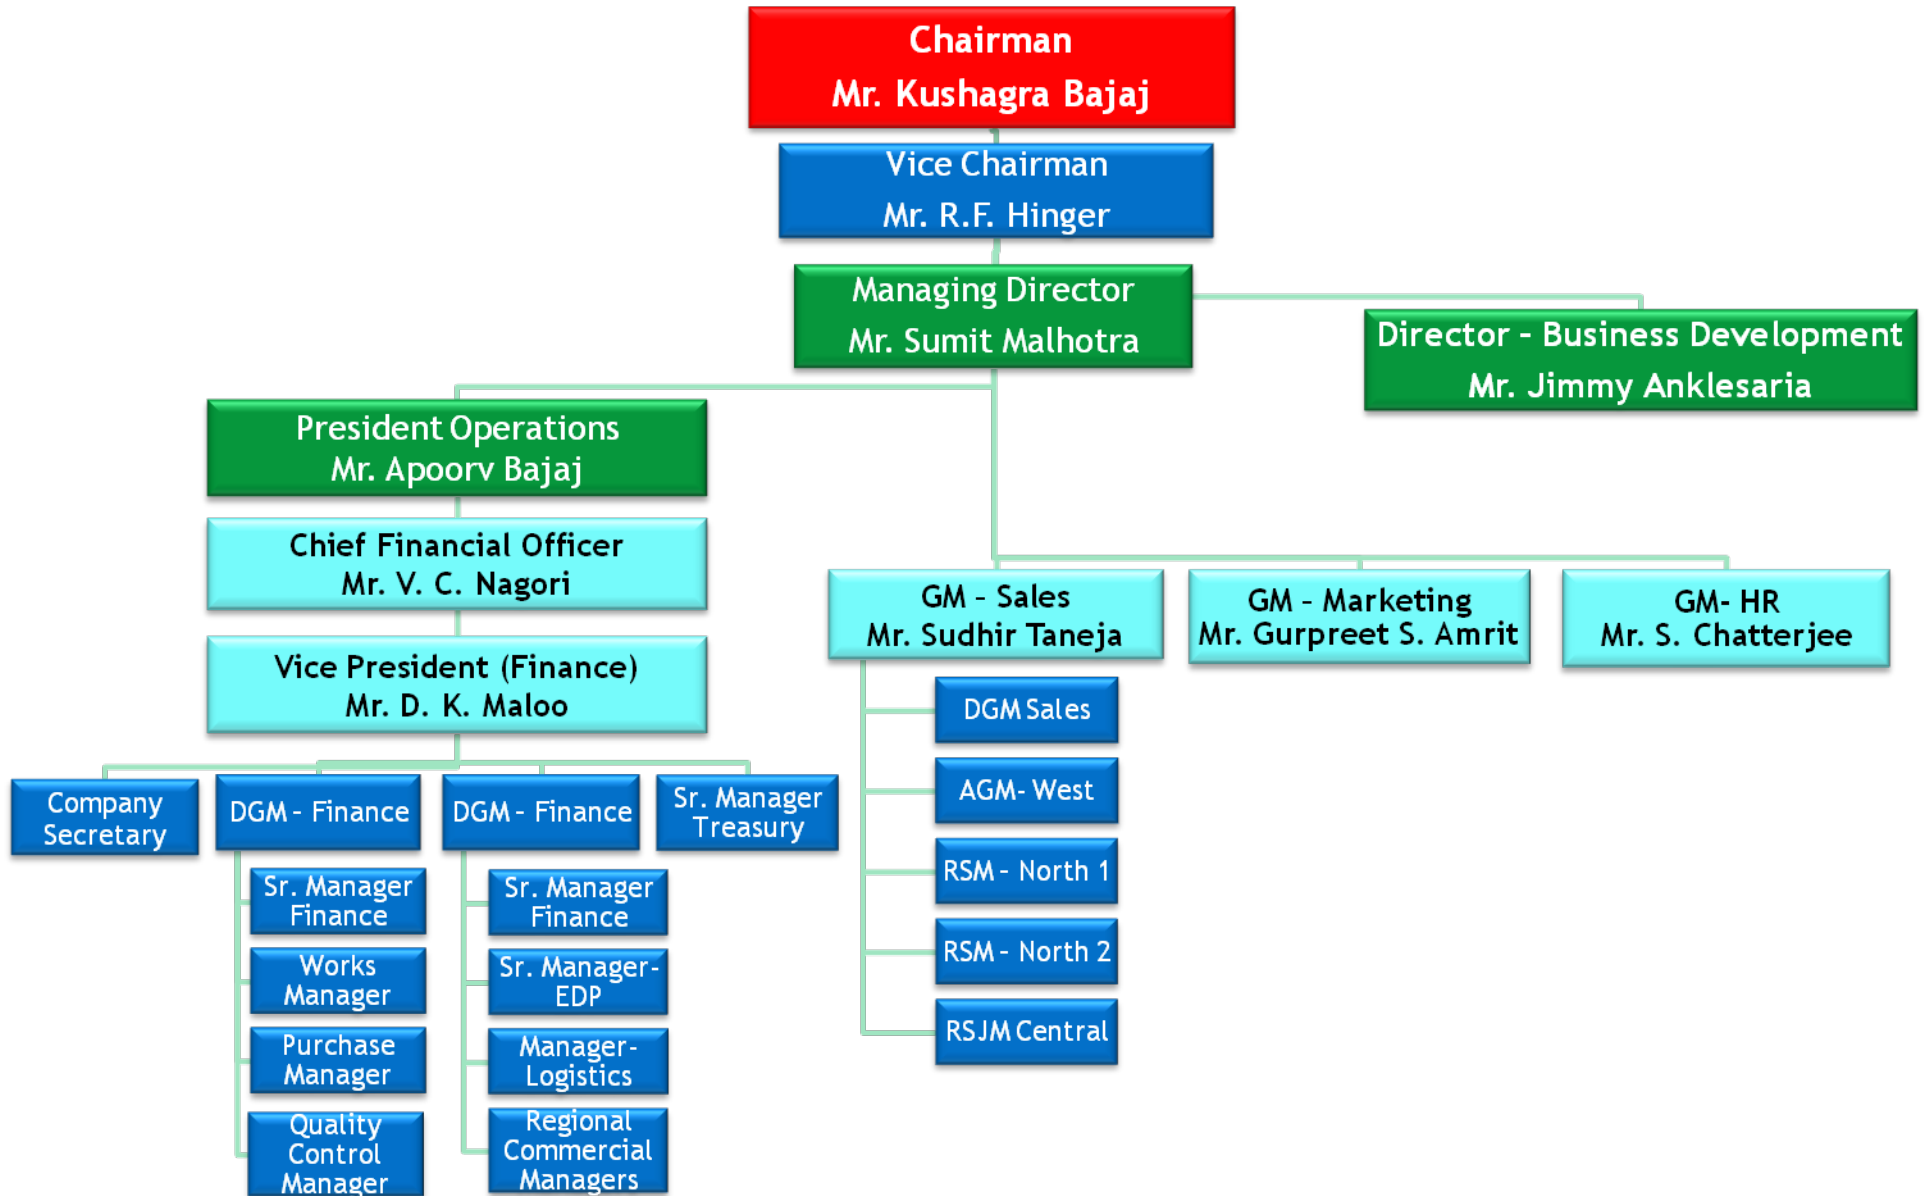 Chairman
Mr. Kushagra Bajaj
Vice Chairman
Mr. R.F. Hinger
Managing Director
Mr. Sumit Malhotra
Director - Business Development
Mr. Jimmy Anklesaria
President Operations
Mr. Apoorv Bajaj
Chief Financial Officer
Mr. V. C. Nagori
Vice President (Finance)
Mr. D. K. Maloo
GM - Sales
Mr. Sudhir Taneja
GM - Marketing
Mr. Gurpreet S. Amrit
GM- HR
Mr. S. Chatterjee
Company
Secretary
DGM - Finance
DGM - Finance
Sr. Manager
Treasury
Sr. Manager
Finance
Works
Manager
Purchase
Manager
Quality
Control
Manager
Sr. Manager
Finance
Sr. Manager-
EDP
Manager-
Logistics
Regional
Commercial
Managers
DGM Sales
AGM- West
RSM - North 1
RSM - North 2
RSJM Central